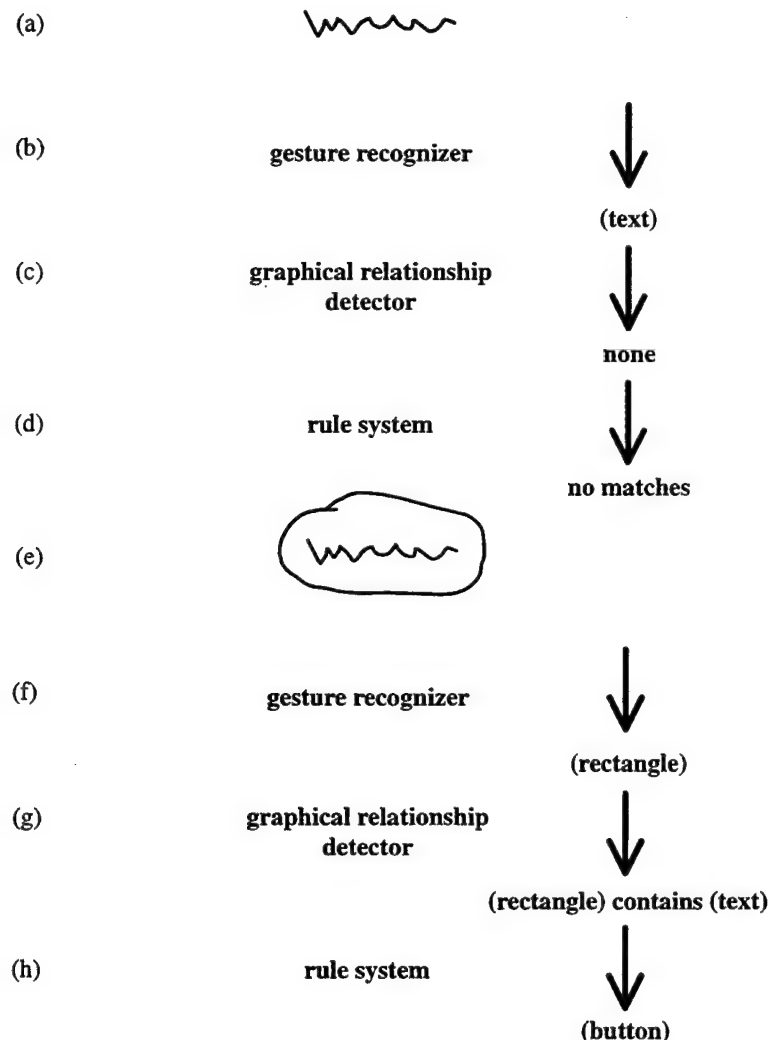 (a)
(b) gesture recognizer
(text)
(c) graphical relationship
detector
none
(d) rule system
no matches
(e)
(f) gesture recognizer
(rectangle)
(g) graphical relationship
detector
(rectangle) contains (text)
(h) rule system
(button)